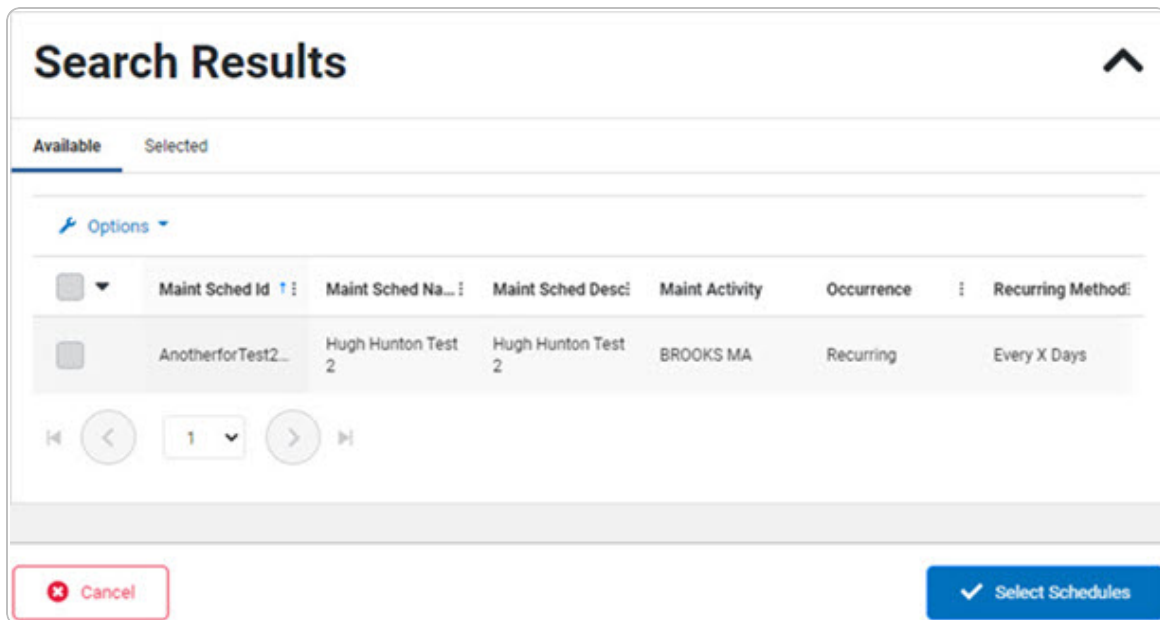 Search Results
Available Selected
Options
Maint Sched Id Maint Sched Na... Maint Sched Desc Maint Activity Occurrence Recurring Method
AnotherforTest2... Hugh Hunton Test 2 Hugh Hunton Test 2 BROOKS MA Recurring Every X Days
1
Cancel Select Schedules